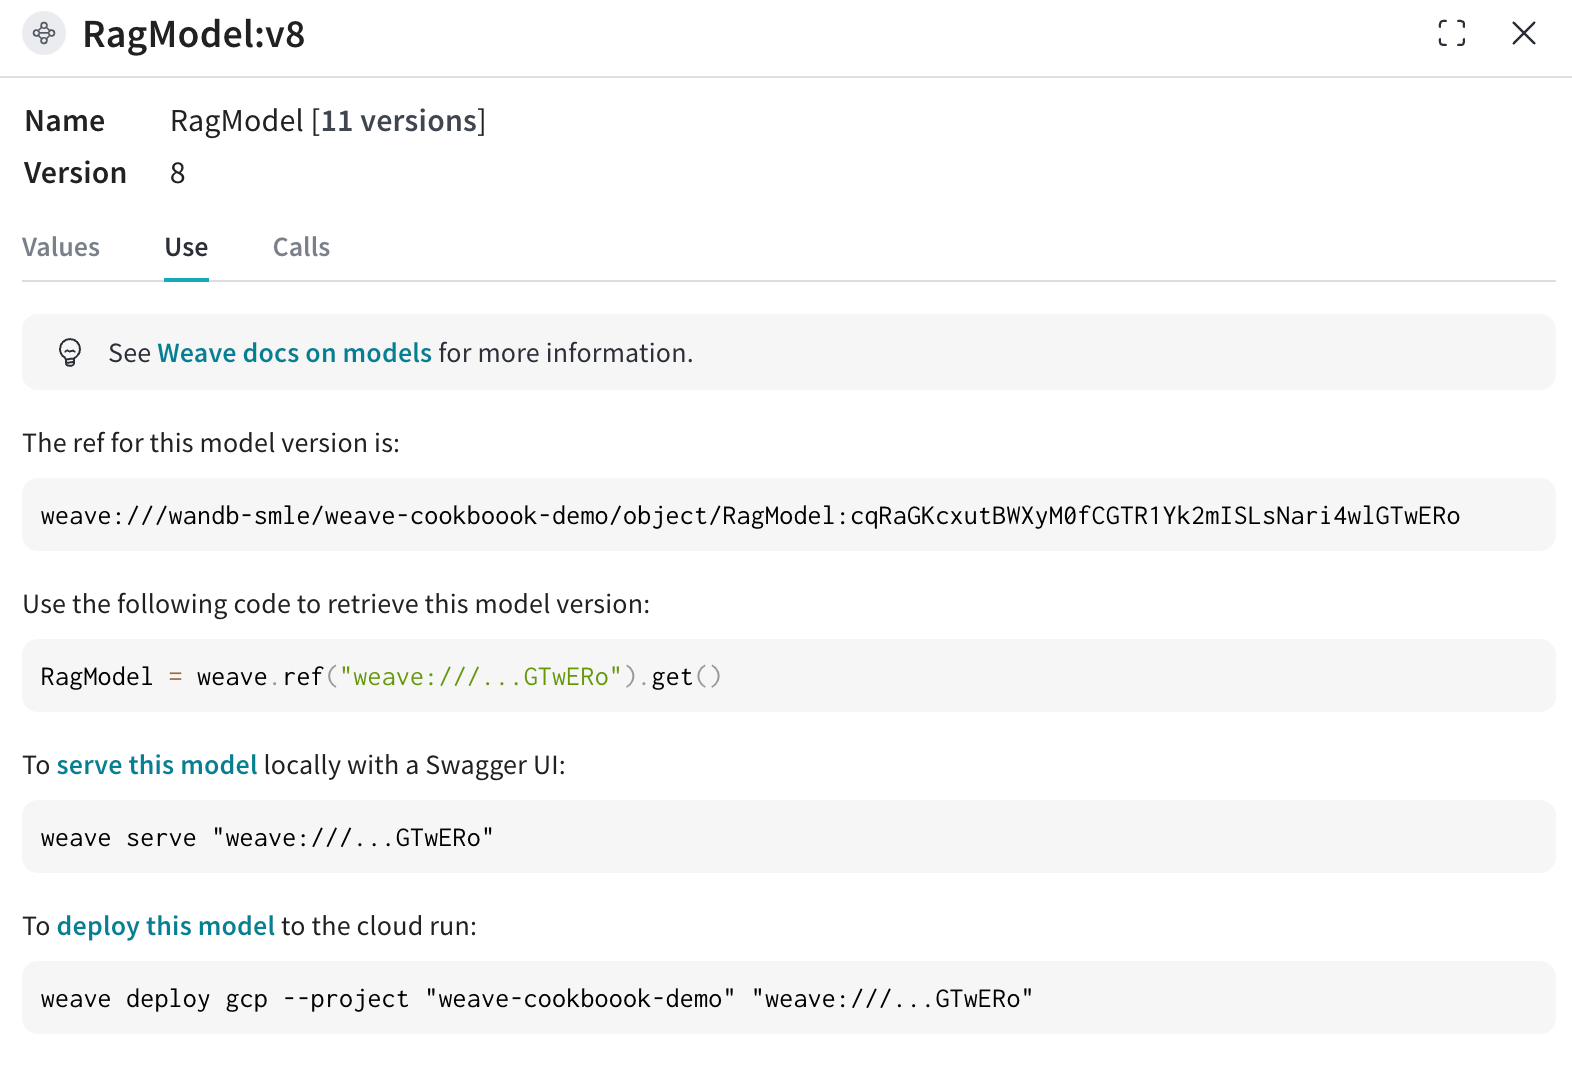 RagModel:v8
Name RagModel [11 versions]
Version 8
Values Use Calls
See Weave docs on models for more information.
The ref for this model version is:
weave:///wandb-smle/weave-cookboook-demo/object/RagModel:cqRaGKcxutBWXyM0fCGTR1Yk2mISLsNari4wlGTwERo
Use the following code to retrieve this model version:
RagModel = weave.ref("weave:///...GTwERo").get()
To serve this model locally with a Swagger UI:
weave serve "weave:///...GTwERo"
To deploy this model to the cloud run:
weave deploy gcp --project "weave-cookboook-demo" "weave:///...GTwERo"